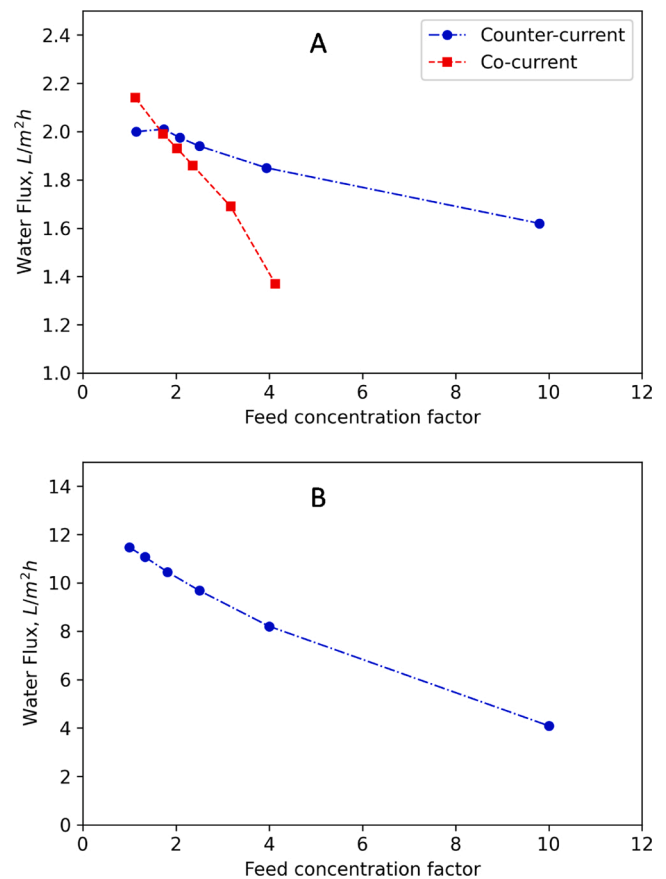 A
Counter-current
Co-current
2.4
2.2
2.0
1.8
1.6
1.4
1.2
1.0
Water Flux, L/m²h
0 2 4 6 8 10 12
Feed concentration factor
B
14
12
10
8
6
4
2
0
Water Flux, L/m²h
0 2 4 6 8 10 12
Feed concentration factor